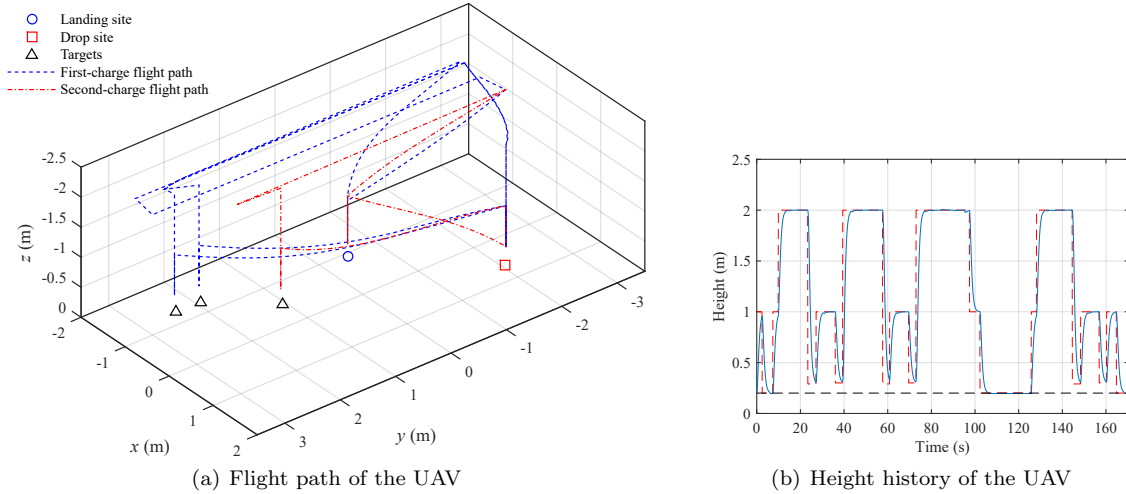 Landing site
Drop site
Targets
First-charge flight path
Second-charge flight path
-2.5
-2
-1.5
-1
-0.5
0
z (m)
-2
-1
0
1
2
x (m)
3
2
1
0
-1
-2
-3
y (m)
(a) Flight path of the UAV
2.5
2
1.5
1
0.5
0
Height (m)
0 20 40 60 80 100 120 140 160
Time (s)
(b) Height history of the UAV